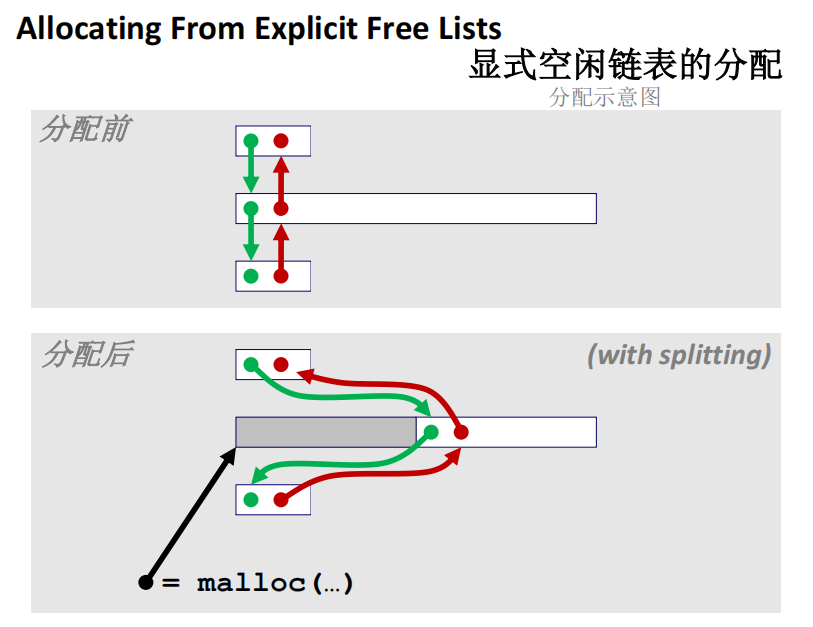 Allocating From Explicit Free Lists
显式空闲链表的分配
分配示意图
分配前
分配后
(with splitting)
= malloc(…)